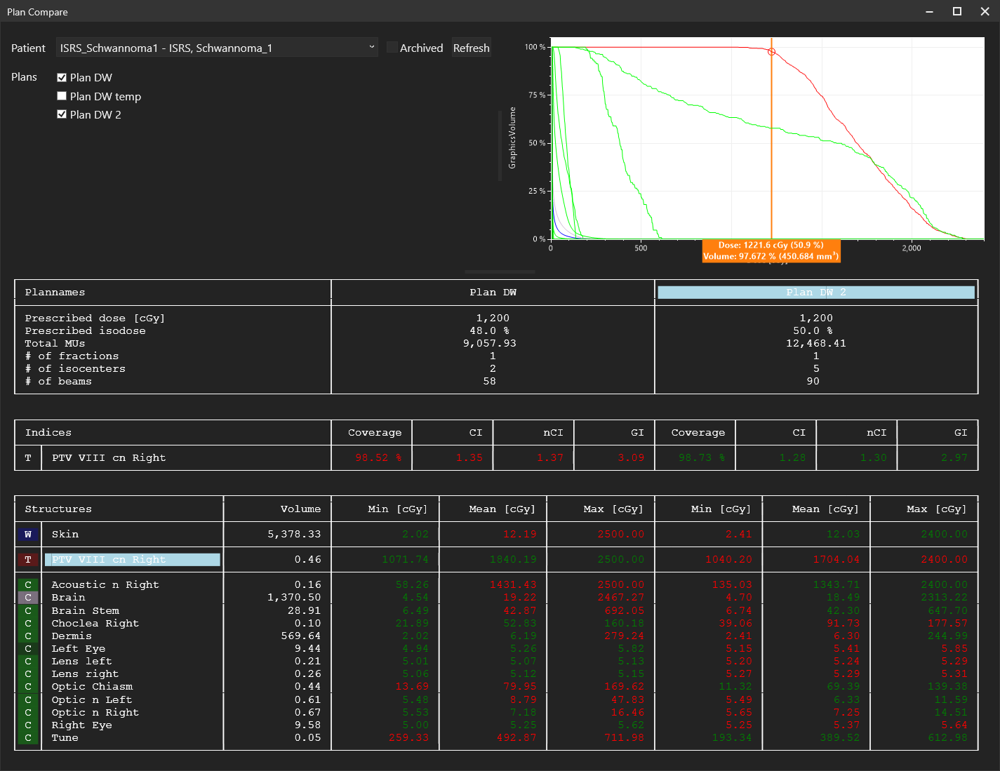 Plan Compare
Patient ISRS_Schwannoma1 - ISRS, Schwannoma_1 Archived Refresh
Plans Plan DW
Plan DW temp
Plan DW 2
GraphicsVolume
100 %
75 %
50 %
25 %
0 %
0 500 2,000
Dose: 1221.6 cGy (50.9 %)
Volume: 97.672 % (450.684 mm³)
Plannames Plan DW Plan DW 2
Prescribed dose [cGy] 1,200 1,200
Prescribed isodose 48.0 % 50.0 %
Total MUs 9,057.93 12,468.41
# of fractions 1 1
# of isocenters 2 5
# of beams 58 90
Indices Coverage CI nCI GI Coverage CI nCI GI
T PTV VIII cn Right 98.52 % 1.35 1.37 3.09 98.73 % 1.28 1.30 2.97
Structures Volume Min [cGy] Mean [cGy] Max [cGy] Min [cGy] Mean [cGy] Max [cGy]
W Skin 5,378.33 2.02 12.19 2500.00 2.41 12.03 2400.00
T PTV VIII cn Right 0.46 1071.74 1840.19 2500.00 1040.20 1704.04 2400.00
C Acoustic n Right 0.16 58.26 1431.43 2500.00 135.03 1343.71 2400.00
C Brain 1,370.50 4.54 19.22 2467.27 4.70 18.49 2313.22
C Brain Stem 28.91 6.49 42.87 692.05 6.74 42.30 647.70
C Choclea Right 0.10 21.89 52.83 160.18 39.06 91.73 177.57
C Dermis 569.64 2.02 6.19 279.24 2.41 6.30 244.99
C Left Eye 9.44 4.94 5.26 5.82 5.15 5.41 5.85
C Lens left 0.21 5.01 5.07 5.13 5.20 5.24 5.29
C Lens right 0.26 5.06 5.12 5.15 5.27 5.29 5.31
C Optic Chiasm 0.44 13.69 79.95 169.62 11.32 69.39 139.38
C Optic n Left 0.61 5.48 8.79 47.83 5.49 6.33 11.59
C Optic n Right 0.67 5.53 7.18 16.46 5.65 7.25 14.51
C Right Eye 9.58 5.00 5.25 5.62 5.25 5.37 5.64
C Tune 0.05 259.33 492.87 711.98 193.34 389.52 612.98